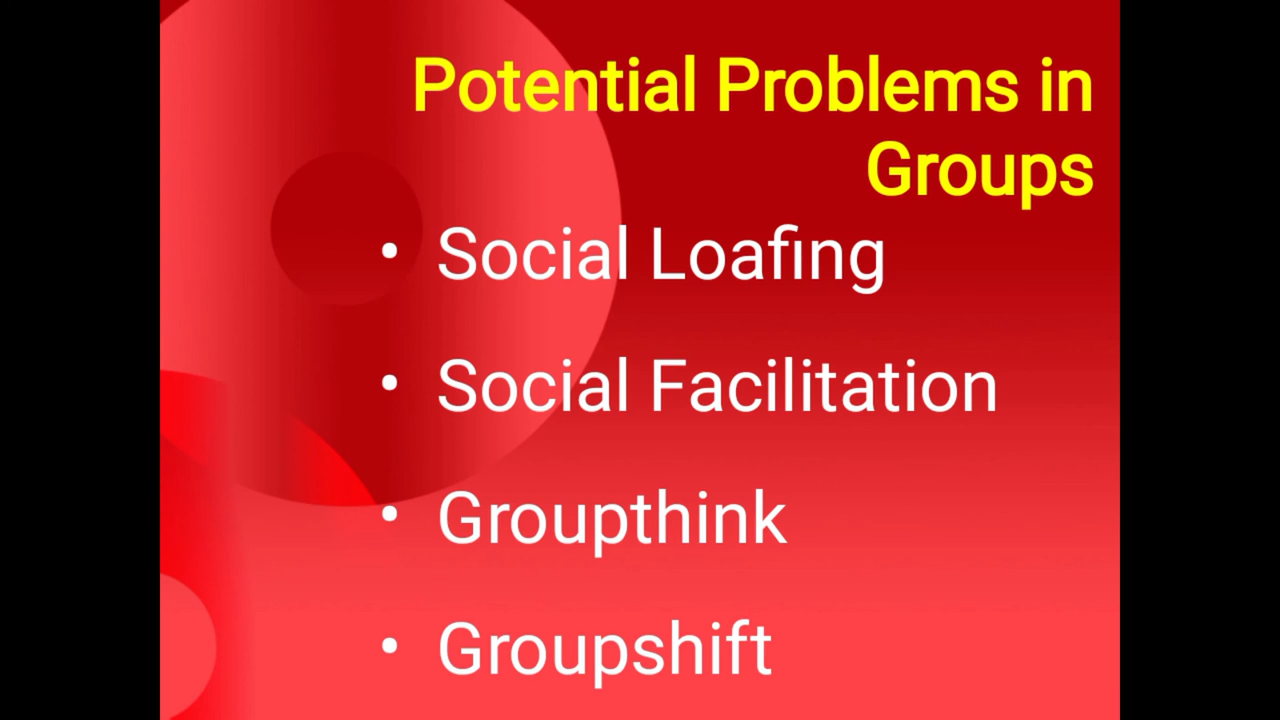 Potential Problems in
Groups
• Social Loafing
• Social Facilitation
• Groupthink
• Groupshift